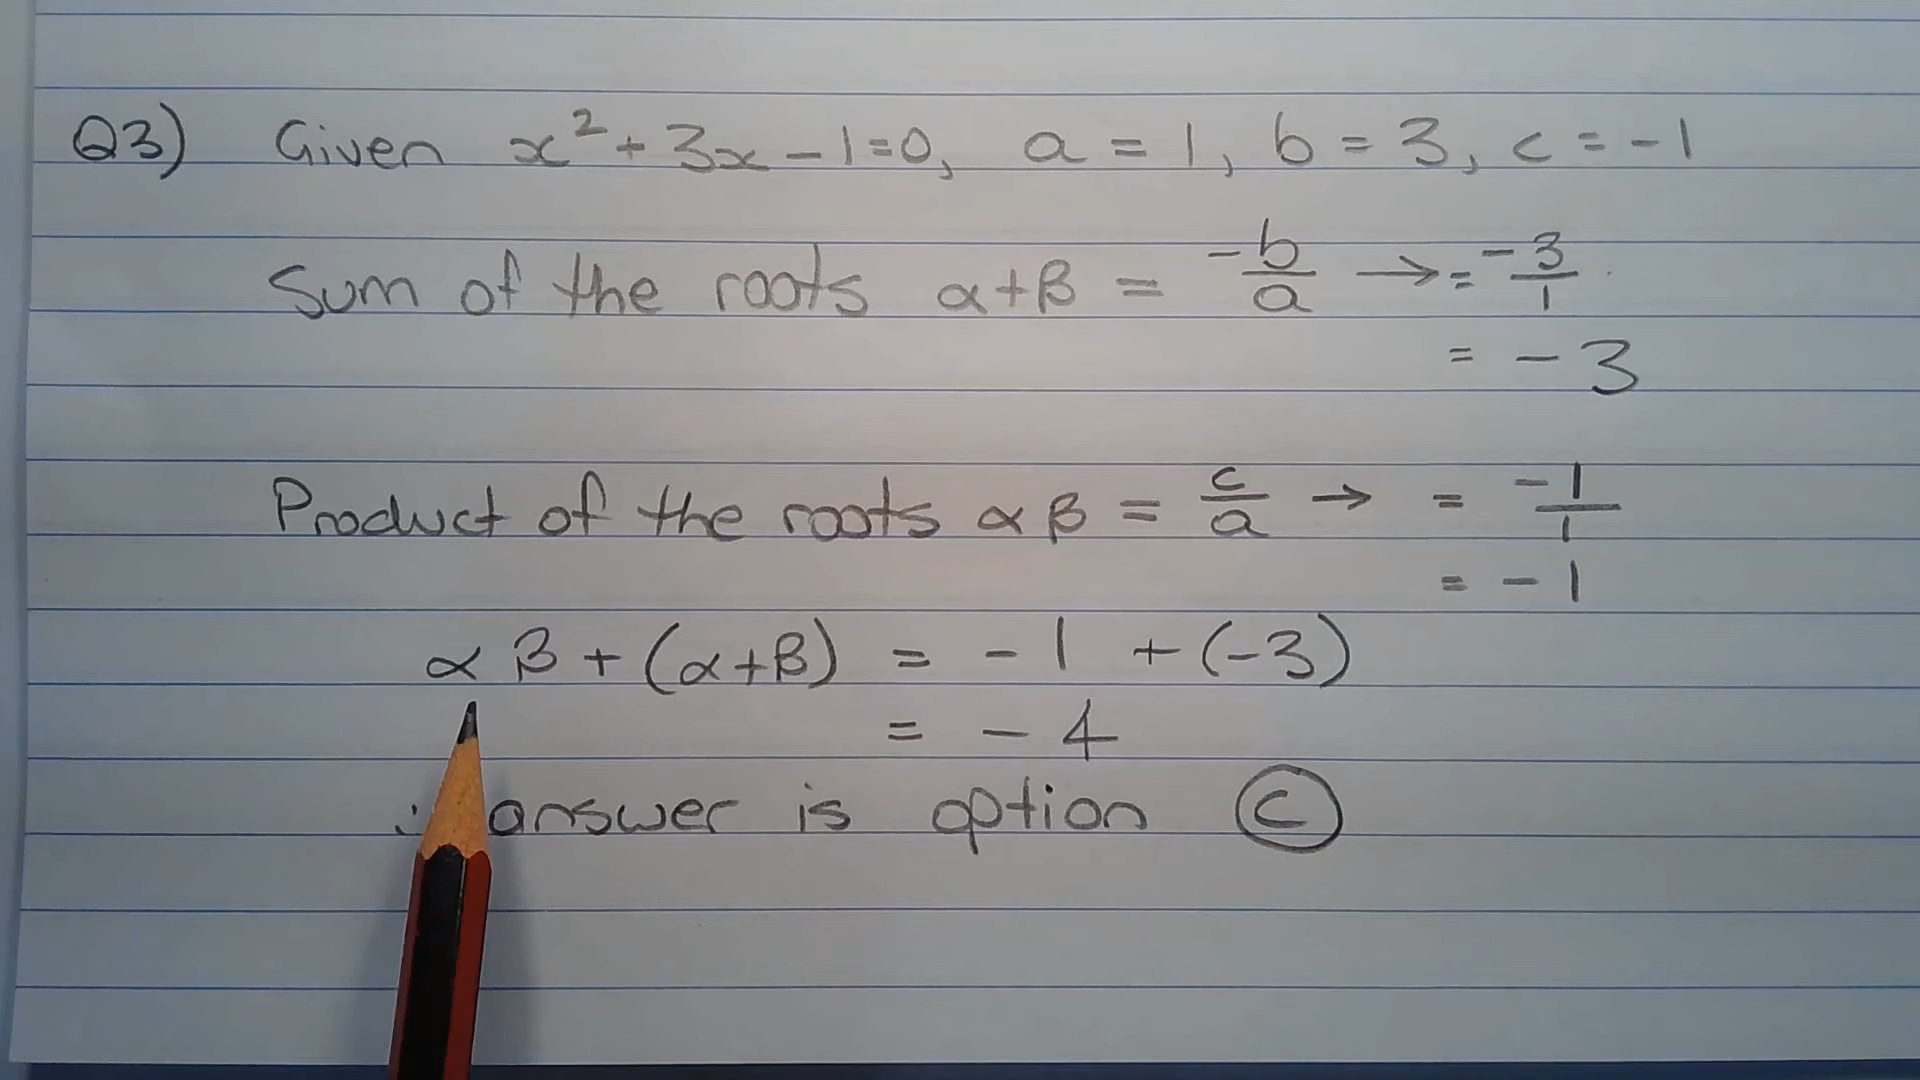 Q3) Given x² + 3x - 1 = 0, a = 1, b = 3, c = -1
Sum of the roots α+β = -b/a → = -3/1
= -3
Product of the roots αβ = c/a → = -1/1
= -1
αβ + (α+β) = -1 + (-3)
= -4
∴ answer is option Ⓒ